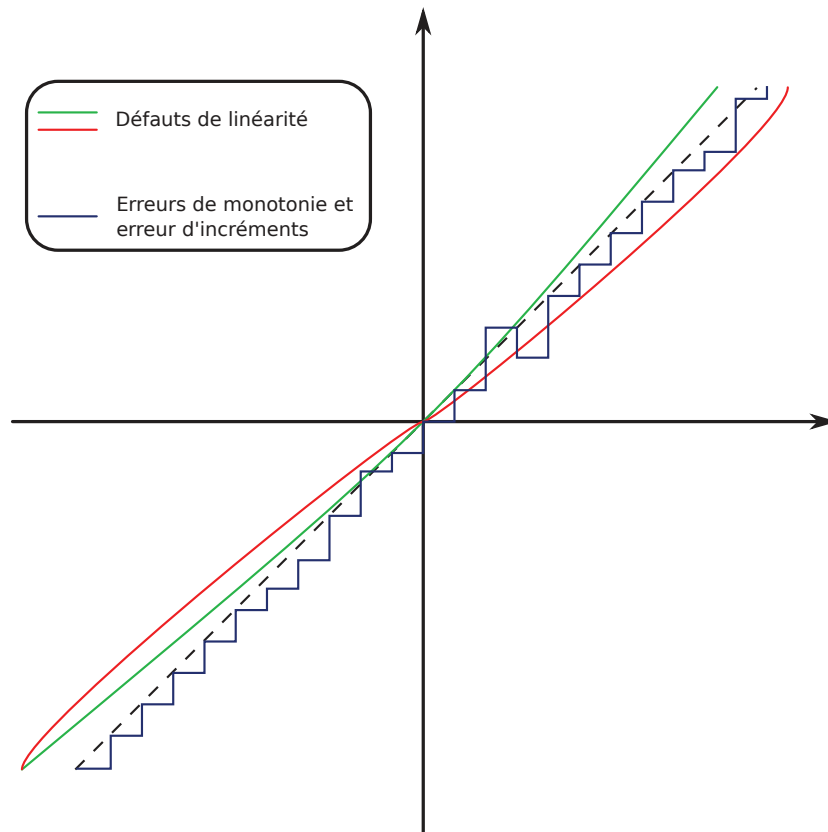 Défauts de linéarité
Erreurs de monotonie et
erreur d'incréments